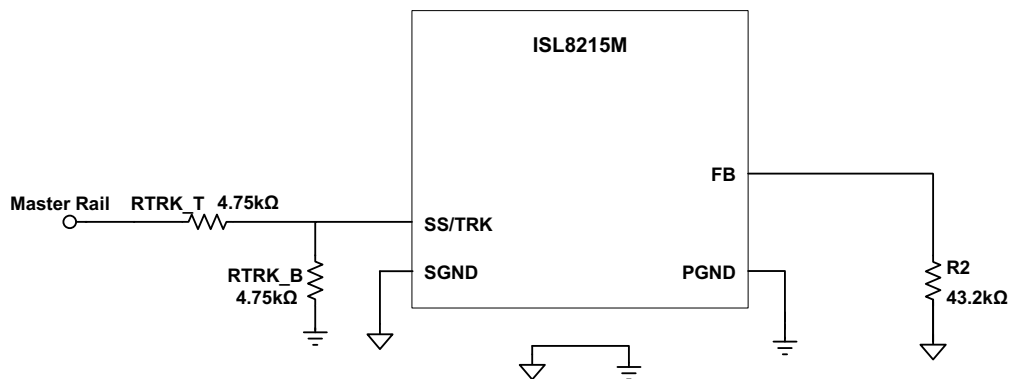 ISL8215M
FB
Master Rail RTRK_T 4.75kΩ
SS/TRK
RTRK_B
4.75kΩ
SGND
PGND
R2
43.2kΩ